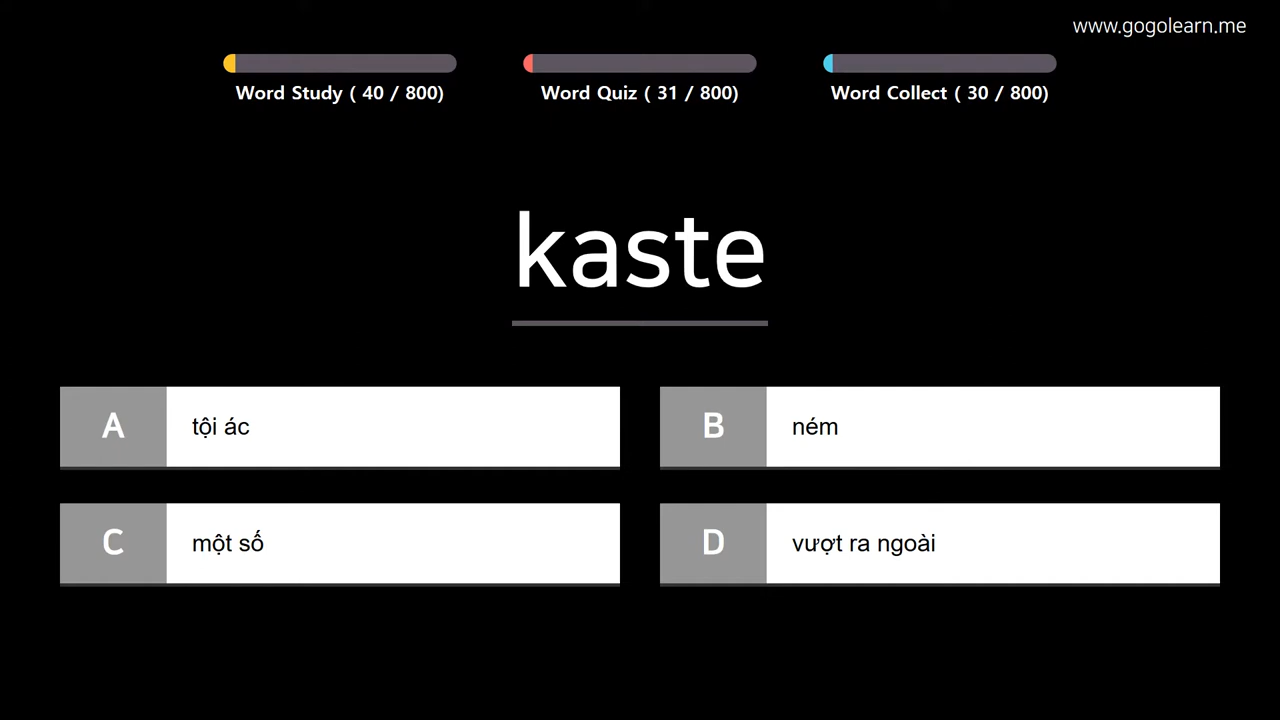 www.gogolearn.me
Word Study ( 40 / 800)
Word Quiz ( 31 / 800)
Word Collect ( 30 / 800)
kaste
A tội ác
B ném
C một số
D vượt ra ngoài